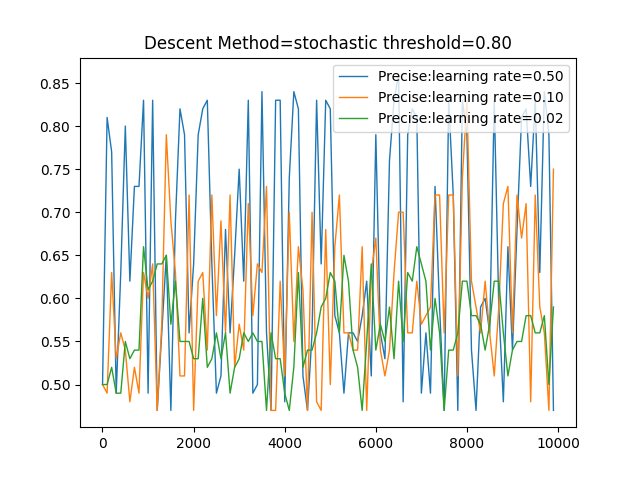 Descent Method=stochastic threshold=0.80
Precise:learning rate=0.50
Precise:learning rate=0.10
Precise:learning rate=0.02
0.85
0.80
0.75
0.70
0.65
0.60
0.55
0.50
0 2000 4000 6000 8000 10000